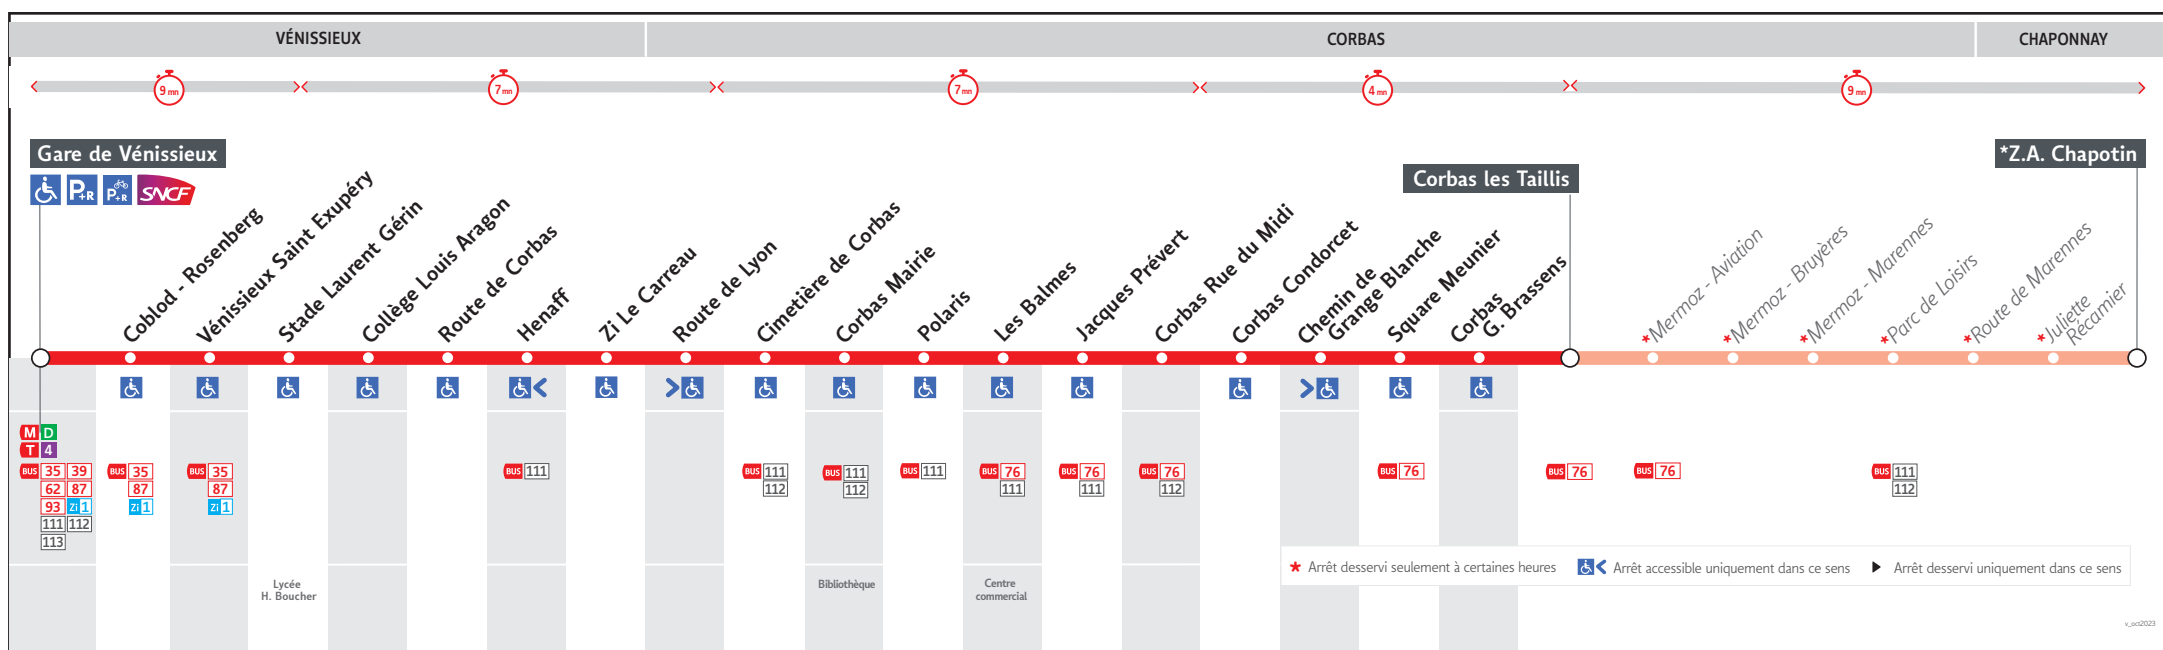 VÉNISSIEUX
CORBAS
CHAPONNAY
9 mn
7 mn
7 mn
4 mn
9 mn
Gare de Vénissieux
P+R
P+R
SNCF
Coblod - Rosenberg
Vénissieux Saint Exupéry
Stade Laurent Gérin
Collège Louis Aragon
Route de Corbas
Henaff
Zi Le Carreau
Route de Lyon
Cimetière de Corbas
Corbas Mairie
Polaris
Les Balmes
Jacques Prévert
Corbas Rue du Midi
Corbas Condorcet
Chemin de
Grange Blanche
Square Meunier
Corbas
G. Brassens
Corbas les Taillis
*Mermoz - Aviation
*Mermoz - Bruyères
*Mermoz - Marennes
*Parc de Loisirs
*Route de Marennes
*Juliette
Récamier
*Z.A. Chapotin
M D
T 4
BUS 35 39
62 87
93 Zi 1
111 112
113
BUS 35
87
Zi 1
BUS 35
87
Zi 1
BUS 111
BUS 111
112
BUS 111
112
BUS 111
BUS 76
111
BUS 76
111
BUS 76
112
BUS 76
BUS 76
BUS 76
BUS 111
112
Lycée
H. Boucher
Bibliothèque
Centre
commercial
* Arrêt desservi seulement à certaines heures
Arrêt accessible uniquement dans ce sens
Arrêt desservi uniquement dans ce sens
v_oct2023